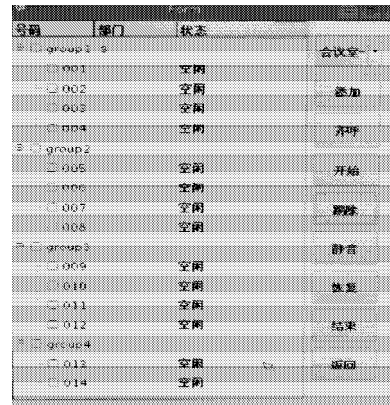 Form
号码 部门 状态
group1 s
001 空闲
002 空闲
003 空闲
004 空闲
group2
005 空闲
006 空闲
007 空闲
008 空闲
group3
009 空闲
010 空闲
011 空闲
012 空闲
group4
013 空闲
014 空闲
会议室-
添加
开始
踢除
静音
恢复
结束
返回